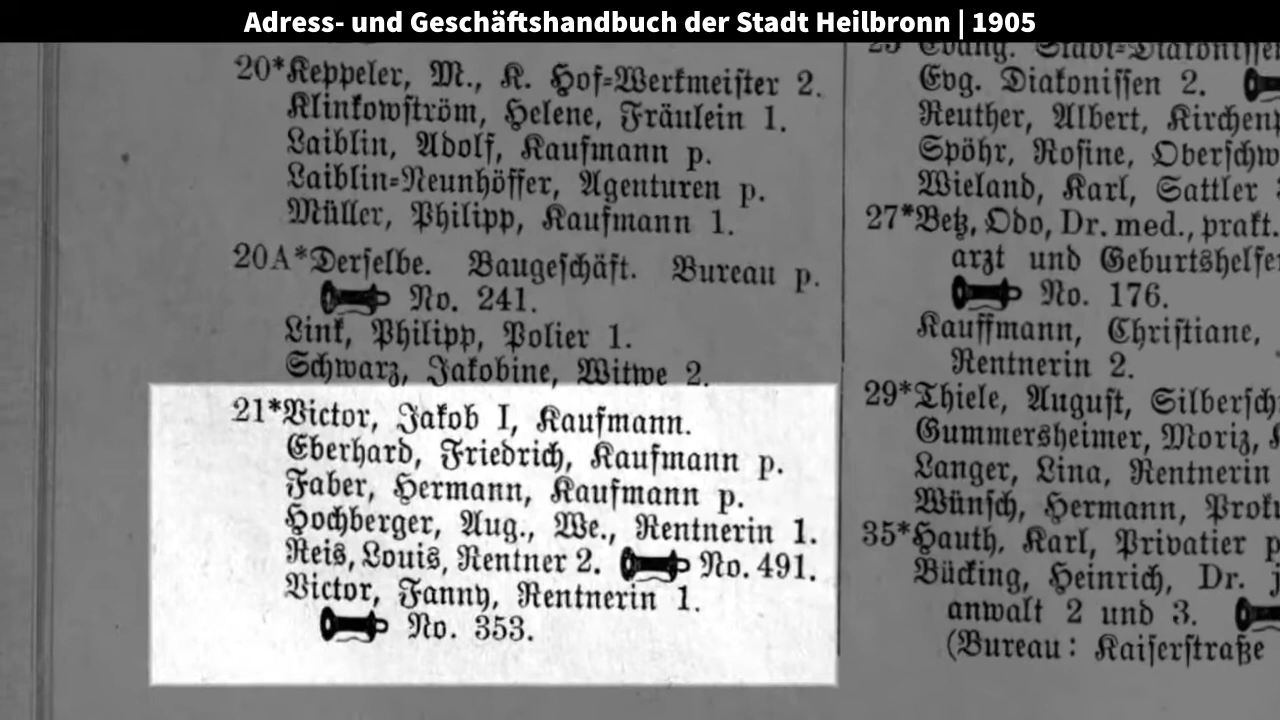 Adress- und Geschäftshandbuch der Stadt Heilbronn | 1905
20*Keppeler, M., K. Hof-Werkmeister 2.
Klinkowström, Helene, Fräulein 1.
Laiblin, Adolf, Kaufmann p.
Laiblin-Neunhöffer, Agenturen p.
Müller, Philipp, Kaufmann 1.
20A*Derselbe. Baugeschäft. Bureau p.
No. 241.
Link, Philipp, Polier 1.
Schwarz, Jakobine, Witwe 2.
21*Victor, Jakob I, Kaufmann.
Eberhard, Friedrich, Kaufmann p.
Faber, Hermann, Kaufmann p.
Hochberger, Aug., We., Rentnerin 1.
Reis, Louis, Rentner 2. No. 491.
Victor, Fanny, Rentnerin 1.
No. 353.
Evang. Stadt-Diakonissen
Evg. Diakonissen 2.
Reuther, Albert,
Spöhr, Rosine,
Wieland, Karl, Sattler
27*Betz, Odo, Dr. med., prakt.
arzt und Geburtshelfe
No. 176.
Kauffmann, Christiane,
Rentnerin 2.
29*Thiele, August,
Gummersheimer, Moriz,
Langer, Lina, Rentnerin
Wünsch, Hermann,
35*Hauth, Karl, Privatier p
Bücking, Heinrich, Dr. j
anwalt 2 und 3.
(Bureau: Kaiserstraße